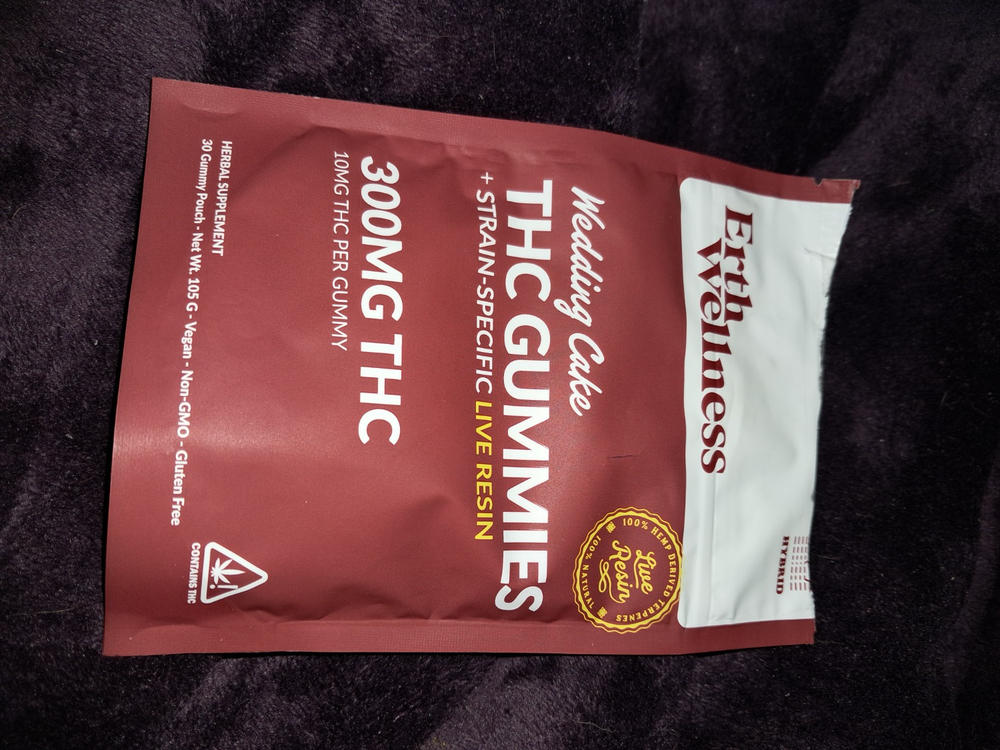 Erth
Wellness
HYBRID
Wedding Cake
THC GUMMIES
+ STRAIN-SPECIFIC LIVE RESIN
100% HEMP DERIVED TERPENES
Live
Resin
100% NATURAL
300MG THC
10MG THC PER GUMMY
HERBAL SUPPLEMENT
30 Gummy Pouch - Net Wt. 105 G - Vegan - Non-GMO - Gluten Free
CONTAINS THC